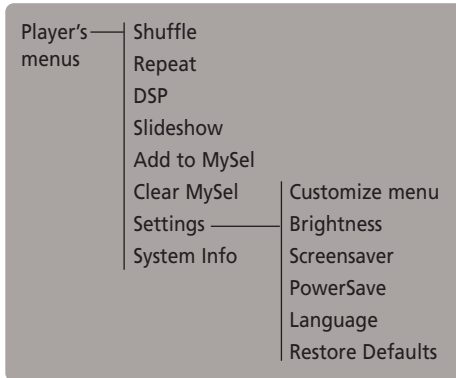 Player's
menus
Shuffle
Repeat
DSP
Slideshow
Add to MySel
Clear MySel
Settings
System Info
Customize menu
Brightness
Screensaver
PowerSave
Language
Restore Defaults